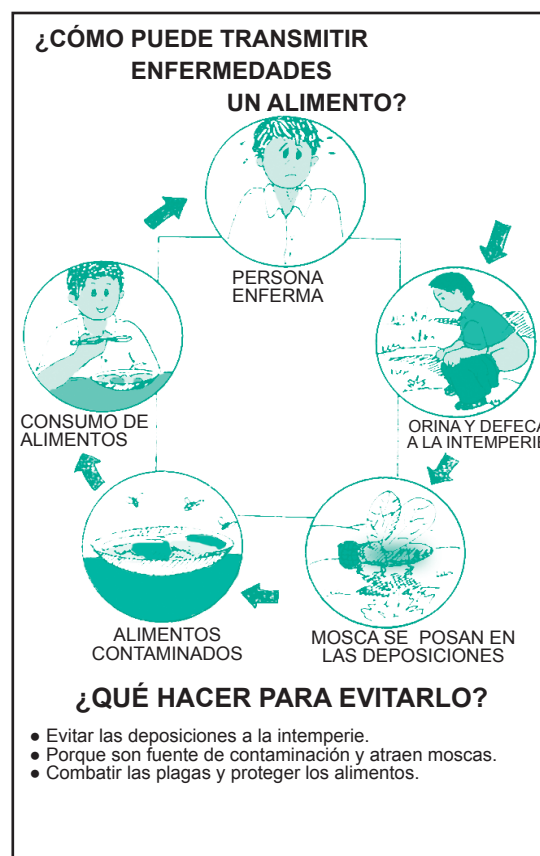 ¿CÓMO PUEDE TRANSMITIR
ENFERMEDADES
UN ALIMENTO?
PERSONA
ENFERMA
ORINA Y DEFECA
A LA INTEMPERIE
MOSCA SE POSAN EN
LAS DEPOSICIONES
ALIMENTOS
CONTAMINADOS
CONSUMO DE
ALIMENTOS
¿QUÉ HACER PARA EVITARLO?
● Evitar las deposiciones a la intemperie.
● Porque son fuente de contaminación y atraen moscas.
● Combatir las plagas y proteger los alimentos.